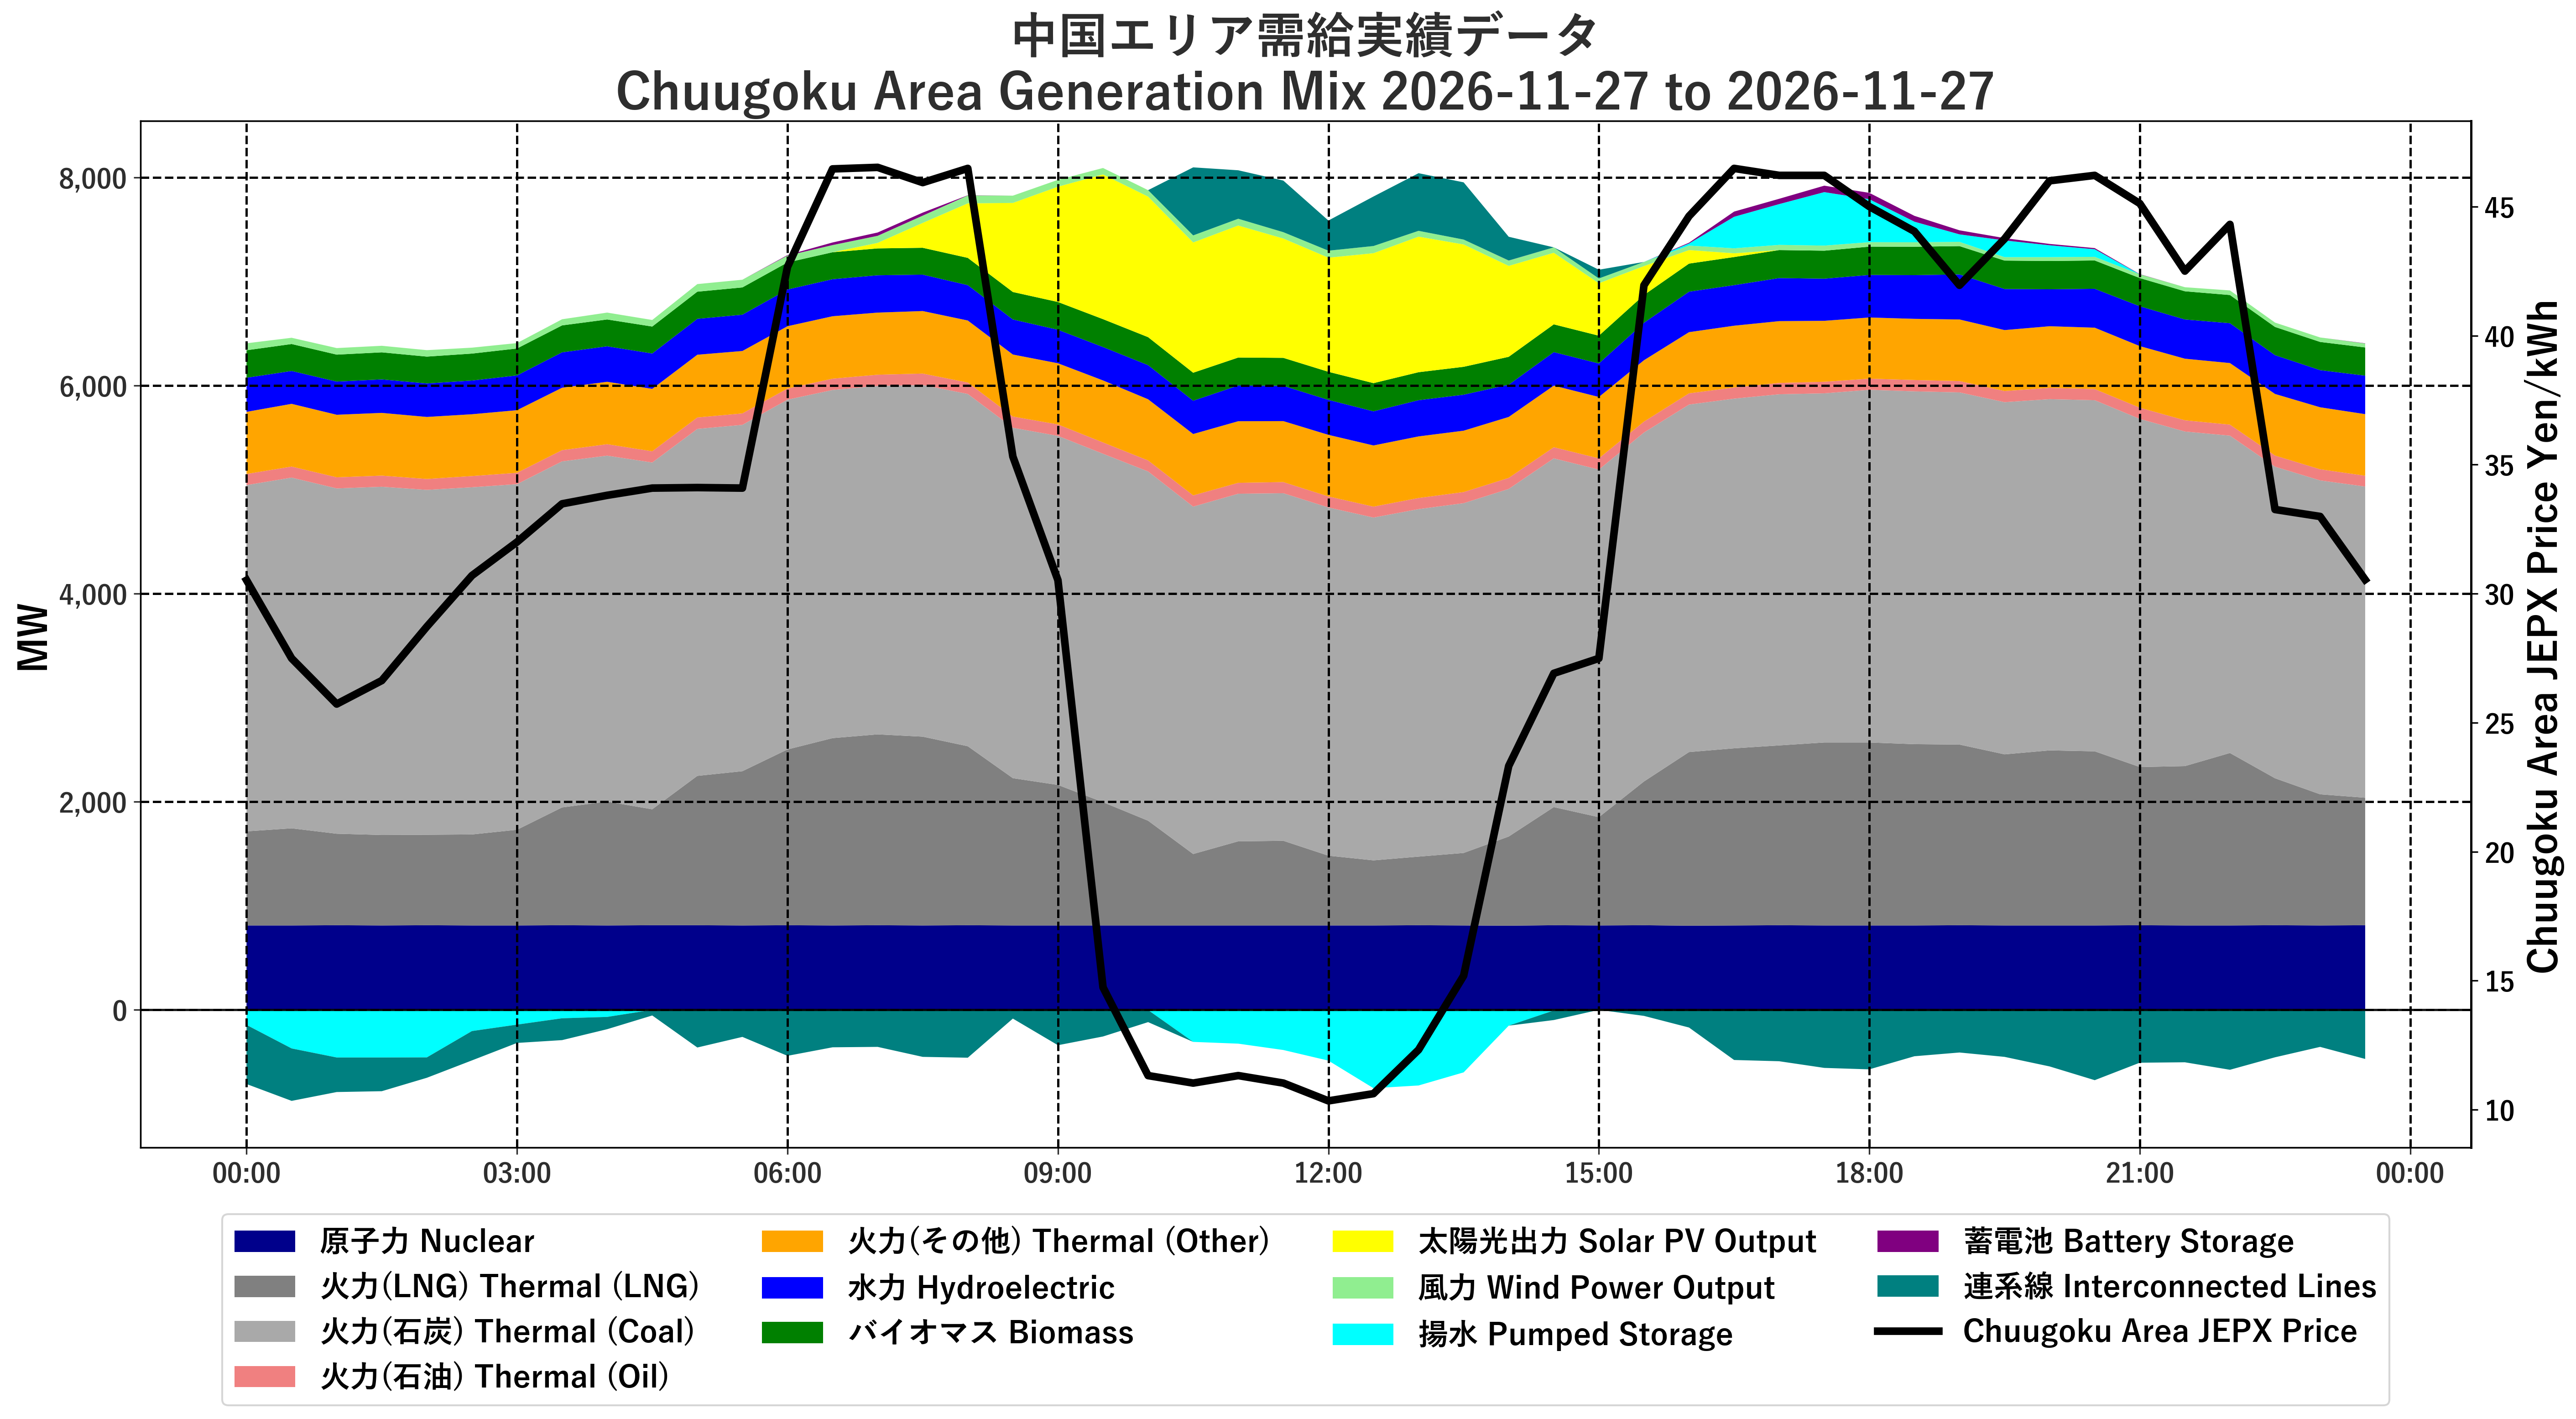 中国エリア需給実績データ
Chuugoku Area Generation Mix 2026-11-27 to 2026-11-27
MW
8,000
6,000
4,000
2,000
0
45
40
35
30
25
20
15
10
Chuugoku Area JEPX Price Yen/kWh
00:00 03:00 06:00 09:00 12:00 15:00 18:00 21:00 00:00
原子力 Nuclear
火力(LNG) Thermal (LNG)
火力(石炭) Thermal (Coal)
火力(石油) Thermal (Oil)
火力(その他) Thermal (Other)
水力 Hydroelectric
バイオマス Biomass
太陽光出力 Solar PV Output
風力 Wind Power Output
揚水 Pumped Storage
蓄電池 Battery Storage
連系線 Interconnected Lines
Chuugoku Area JEPX Price